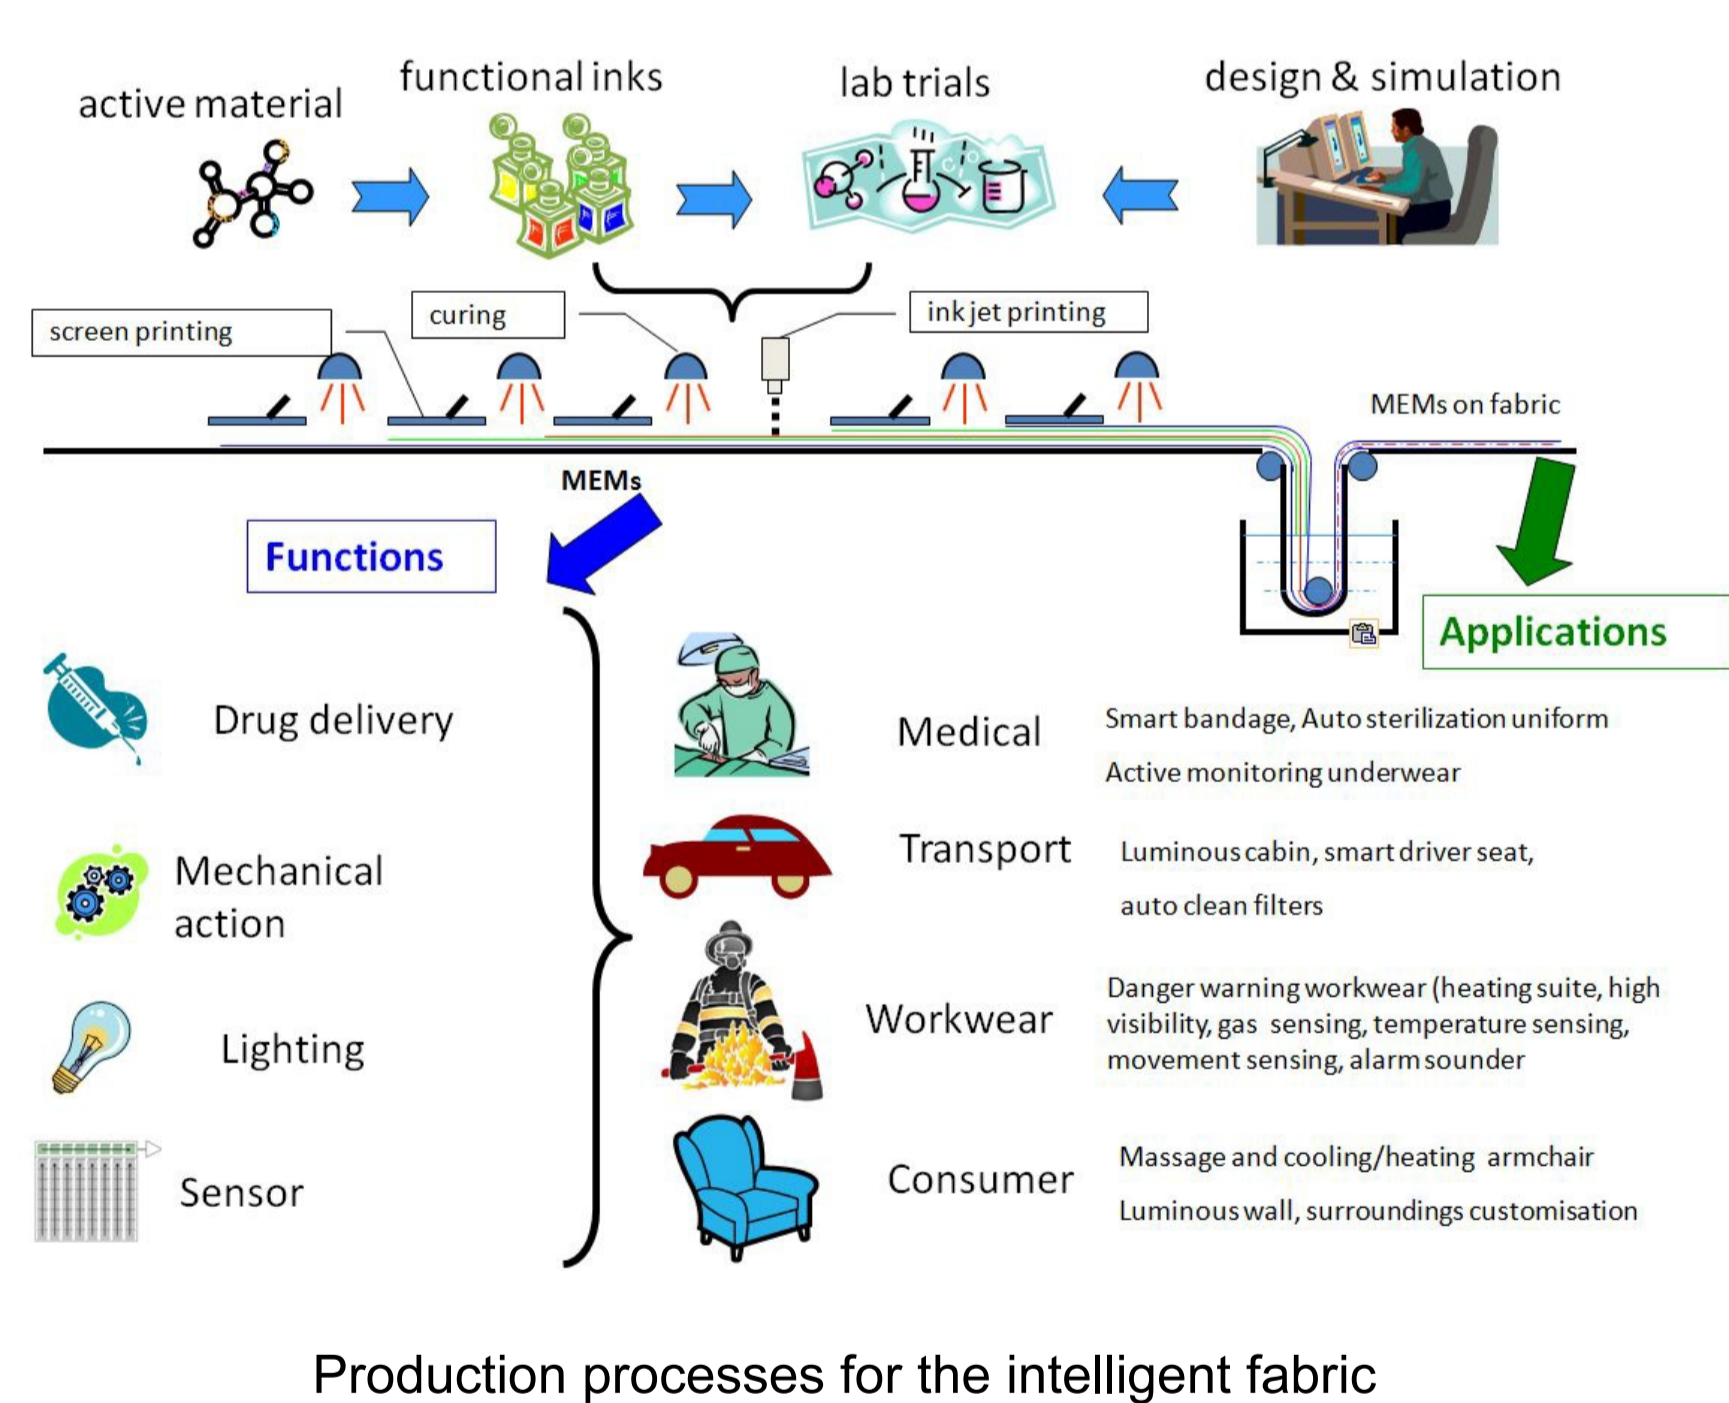 active material
functional inks
lab trials
design & simulation
screen printing
curing
ink jet printing
MEMs on fabric
MEMs
Functions
Applications
Drug delivery
Medical
Smart bandage, Auto sterilization uniform
Active monitoring underwear
Mechanical
action
Transport
Luminous cabin, smart driver seat,
auto clean filters
Lighting
Workwear
Danger warning workwear (heating suite, high
visibility, gas sensing, temperature sensing,
movement sensing, alarm sounder
Sensor
Consumer
Massage and cooling/heating armchair
Luminous wall, surroundings customisation
Production processes for the intelligent fabric